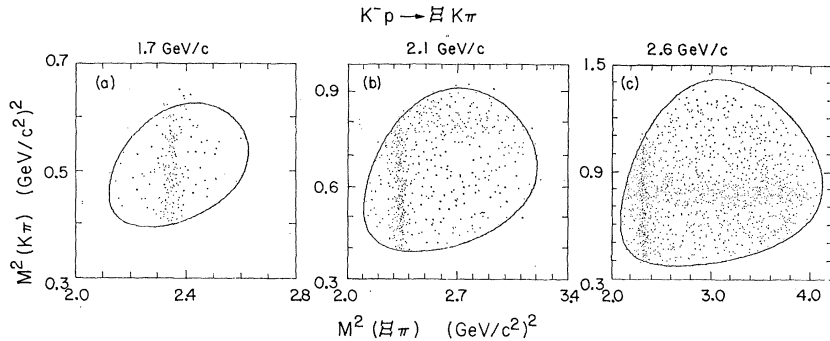 K⁻p → Ξ Kπ
1.7 GeV/c
2.1 GeV/c
2.6 GeV/c
(a)
(b)
(c)
0.7
0.5
0.3
0.9
0.6
0.3
1.5
0.9
0.3
2.0
2.4
2.8
2.0
2.7
3.4
2.0
3.0
4.0
M² (Kπ) (GeV/c²)²
M² (Ξπ) (GeV/c²)²